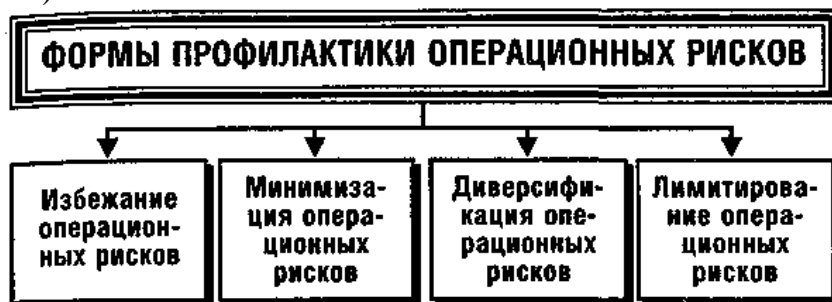 ФОРМЫ ПРОФИЛАКТИКИ ОПЕРАЦИОННЫХ РИСКОВ
Избежание
операцион-
ных рисков
Минимиза-
ция опера-
ционных
рисков
Диверсифи-
кация опе-
рационных
рисков
Лимитирова-
ние опера-
ционных
рисков